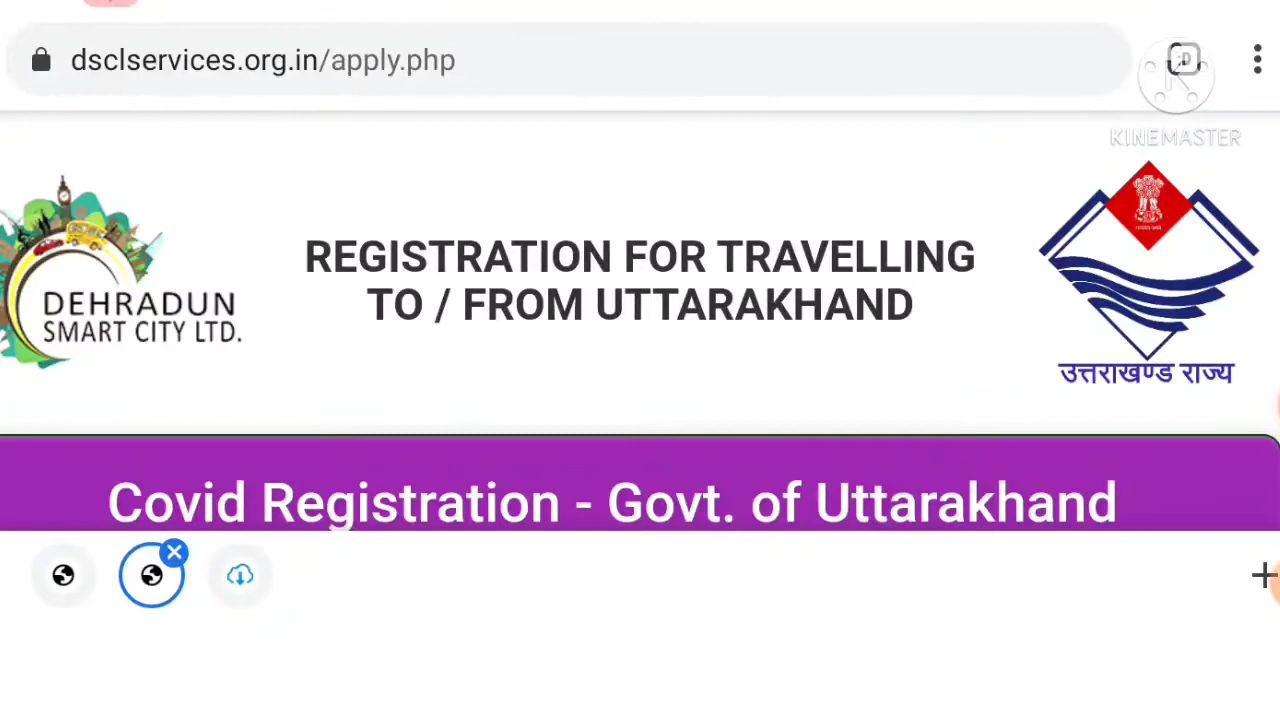 dsclservices.org.in/apply.php
:D
KINEMASTER
REGISTRATION FOR TRAVELLING
TO / FROM UTTARAKHAND
DEHRADUN
SMART CITY LTD.
उत्तराखण्ड राज्य
Covid Registration - Govt. of Uttarakhand